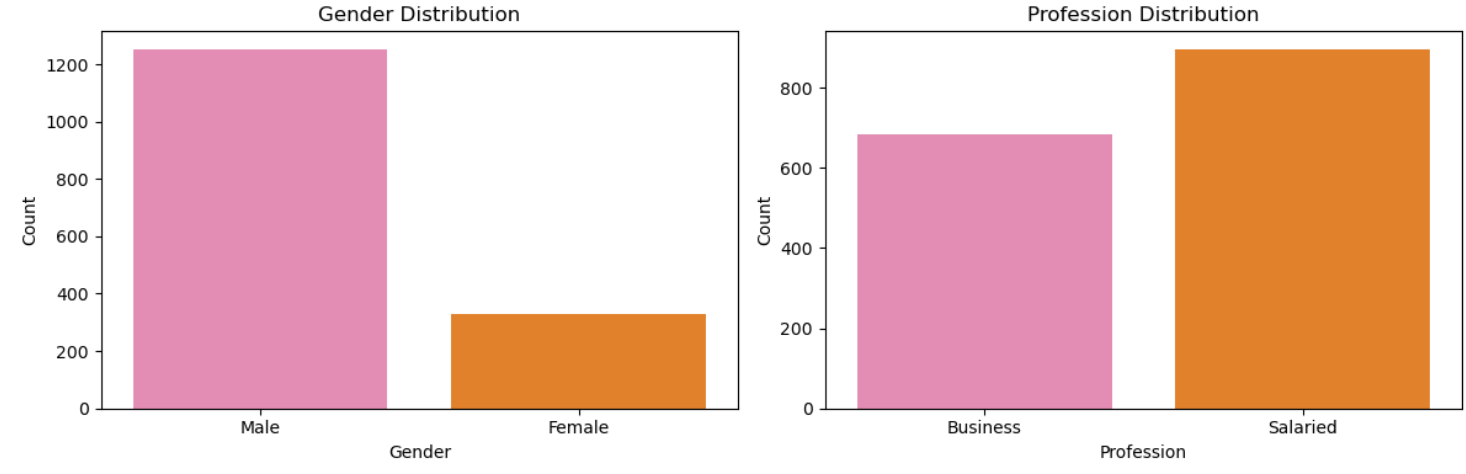 Gender Distribution
1200
1000
800
600
400
200
0
Count
Male Female
Gender
Profession Distribution
800
600
400
200
0
Count
Business Salaried
Profession